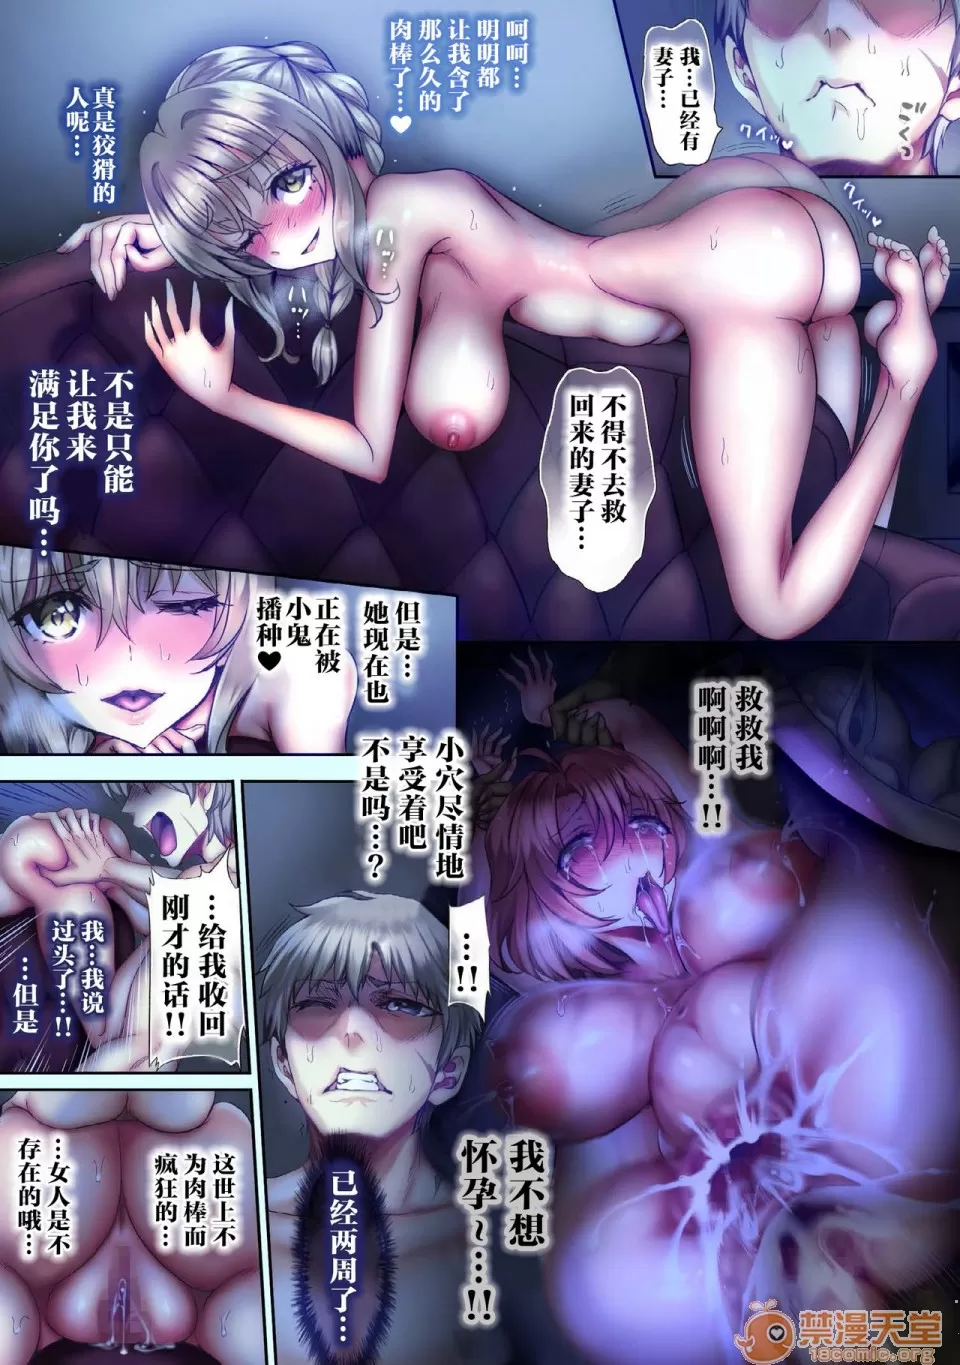 我…已经有
妻子…
呵呵…
明明都
让我含了
那么久的
肉棒了…♥
真是狡猾的
人呢…
クイッ♥
クイッ♥
不得不去救
回来的妻子…
不是只能
让我来
满足你了吗…
但是…
她现在也
正在被
小鬼
播种♥
小穴尽情地
享受着吧
不是吗…？
救救我
啊啊啊…!!
…!!
我不想
怀孕～…!!
…给我收回
刚才的话!!
我…我说
过头了…!!
…但是
已经两周了…
这世上不
为肉棒而
疯狂的…
…女人是不
存在的哦…
禁漫天堂
18comic.org